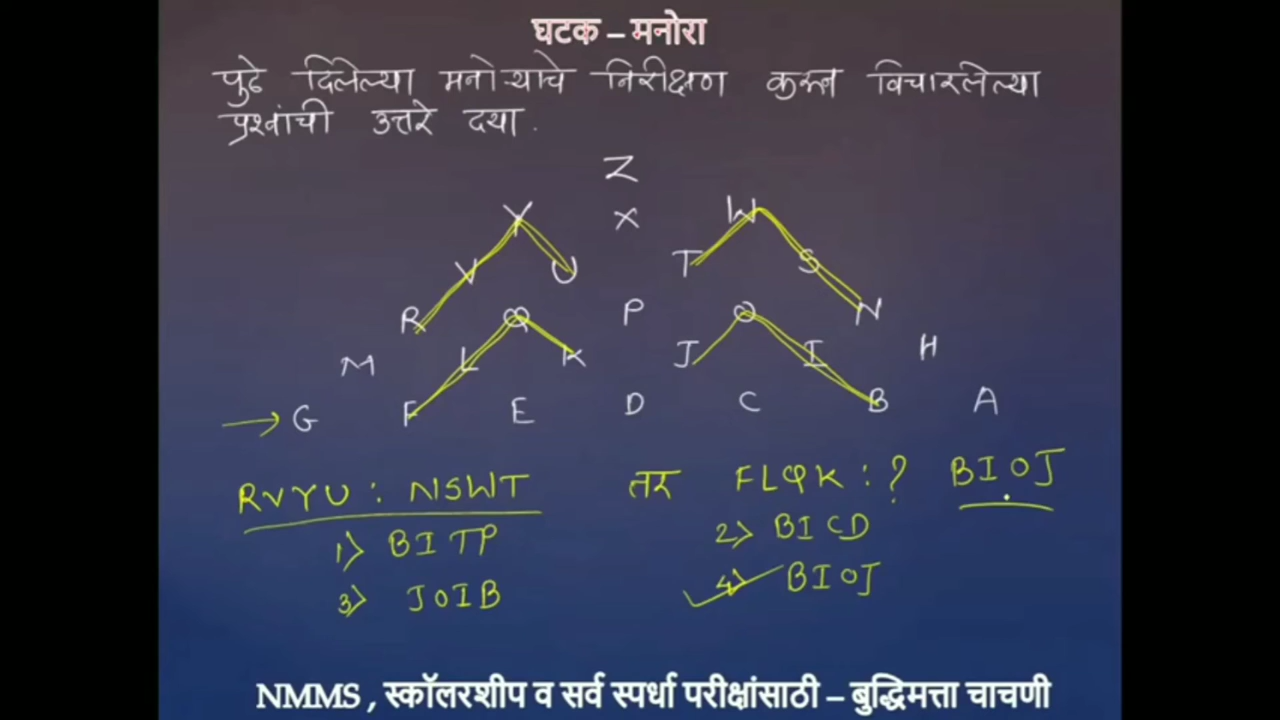 घटक – मनोरा
पुढे दिलेल्या मनोऱ्याचे निरीक्षण करून विचारलेल्या
प्रश्नांची उत्तरे दया.
Z
Y X W
V U T S
R Q P O N
M L K J I H
G F E D C B A
RVYU : NSWT तर FLQK : ? BIOJ
1) BITP 2) BICD
3) JOIB 4) BIOJ
NMMS , स्कॉलरशीप व सर्व स्पर्धा परीक्षांसाठी – बुद्धिमत्ता चाचणी